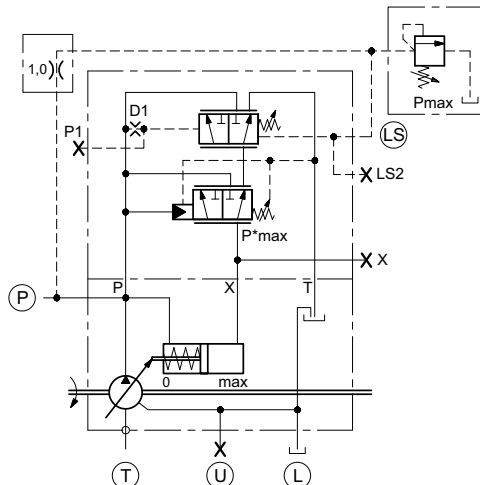 1,0
Pmax
D1
P1
LS
LS2
P*max
X
P
P X T
0 max
T U L